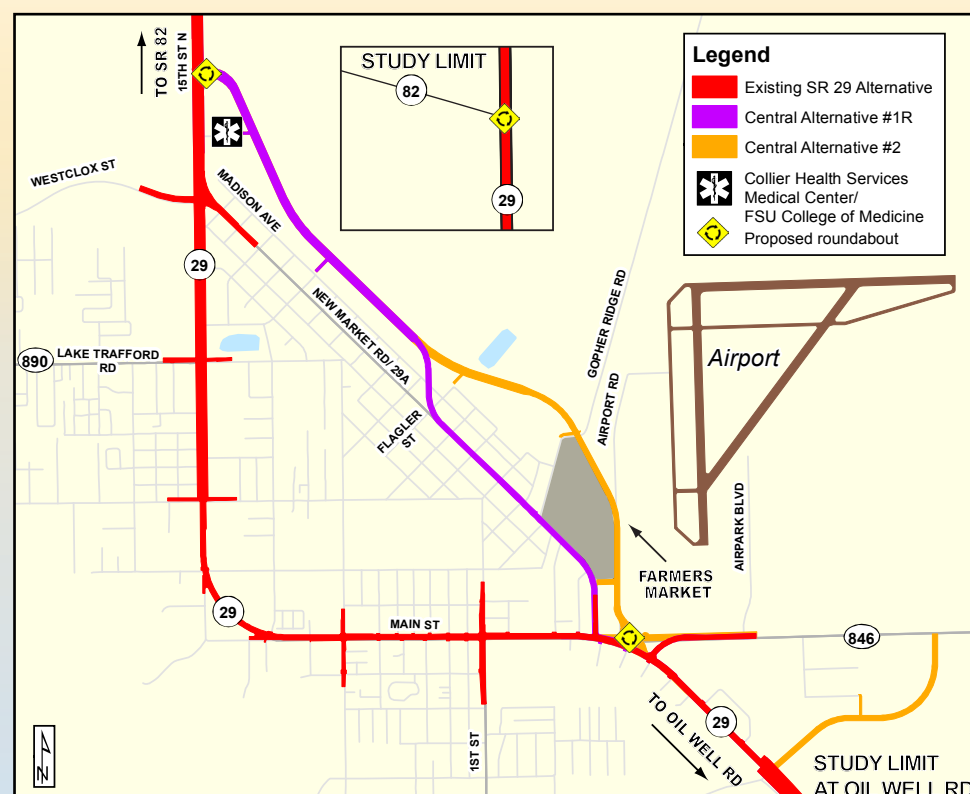 TO SR 82
15TH ST N
STUDY LIMIT
82
29
Legend
Existing SR 29 Alternative
Central Alternative #1R
Central Alternative #2
Collier Health Services
Medical Center/
FSU College of Medicine
Proposed roundabout
WESTCLOX ST
MADISON AVE
29
NEW MARKET RD/ 29A
GOPHER RIDGE RD
890
LAKE TRAFFORD
RD
Airport
FLAGLER
ST
AIRPORT RD
AIRPARK BLVD
FARMERS
MARKET
29
MAIN ST
846
1ST ST
TO OIL WELL RD
29
N
STUDY LIMIT
AT OIL WELL RD